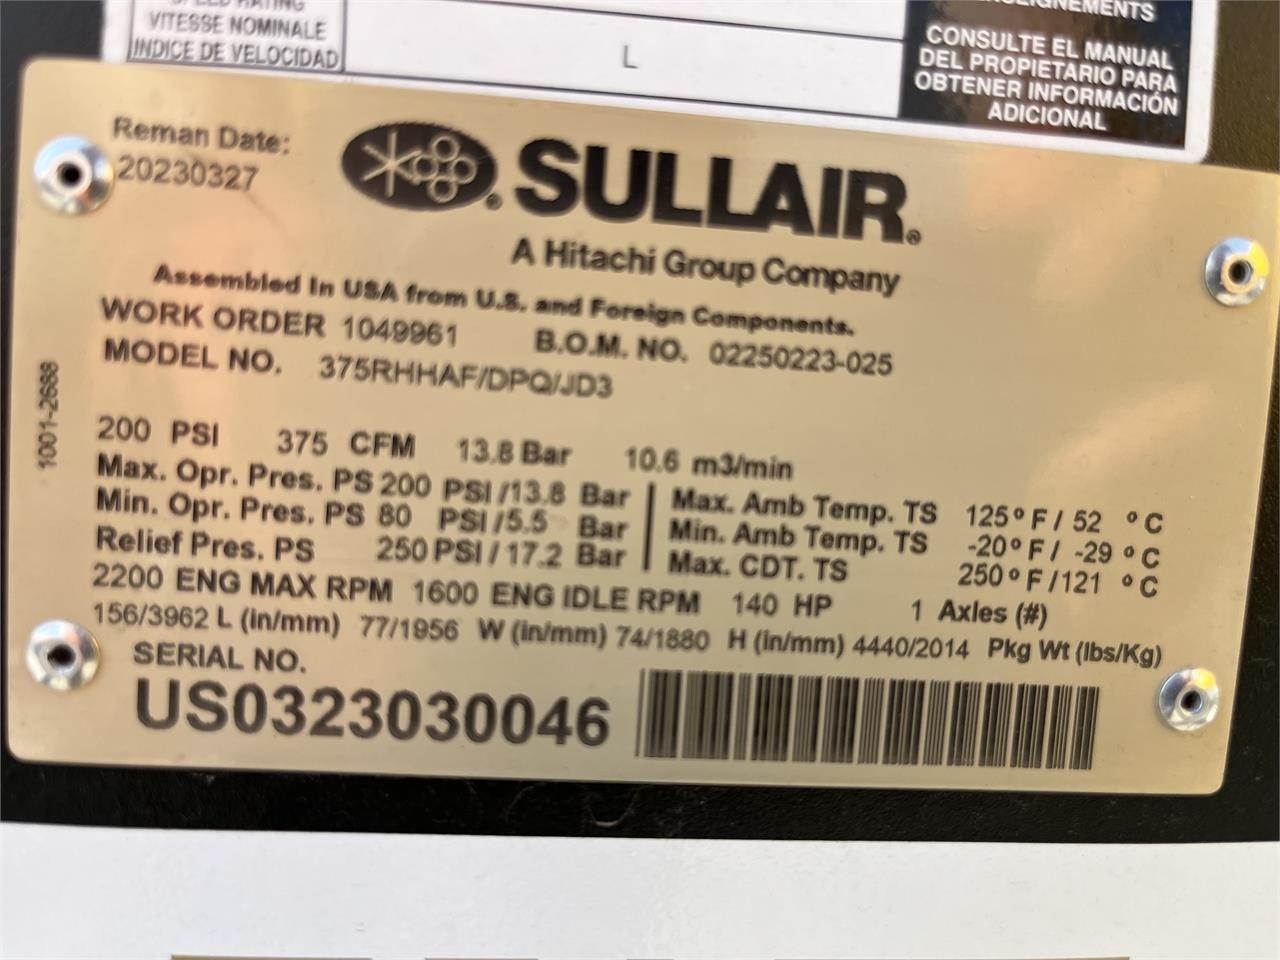 VITESSE NOMINALE
INDICE DE VELOCIDAD
L
CONSULTE EL MANUAL
DEL PROPIETARIO PARA
OBTENER INFORMACIÓN
ADICIONAL
Reman Date:
20230327
SULLAIR®
A Hitachi Group Company
Assembled In USA from U.S. and Foreign Components.
WORK ORDER 1049961 B.O.M. NO. 02250223-025
MODEL NO. 375RHHAF/DPQ/JD3
1001-2688
200 PSI 375 CFM 13.8 Bar 10.6 m3/min
Max. Opr. Pres. PS 200 PSI/13.8 Bar | Max. Amb Temp. TS 125°F/ 52 °C
Min. Opr. Pres. PS 80 PSI/5.5 Bar | Min. Amb Temp. TS -20°F/ -29 °C
Relief Pres. PS 250 PSI/17.2 Bar | Max. CDT. TS 250°F/121 °C
2200 ENG MAX RPM 1600 ENG IDLE RPM 140 HP 1 Axles (#)
156/3962 L (in/mm) 77/1956 W (in/mm) 74/1880 H (in/mm) 4440/2014 Pkg Wt (lbs/Kg)
SERIAL NO.
US0323030046